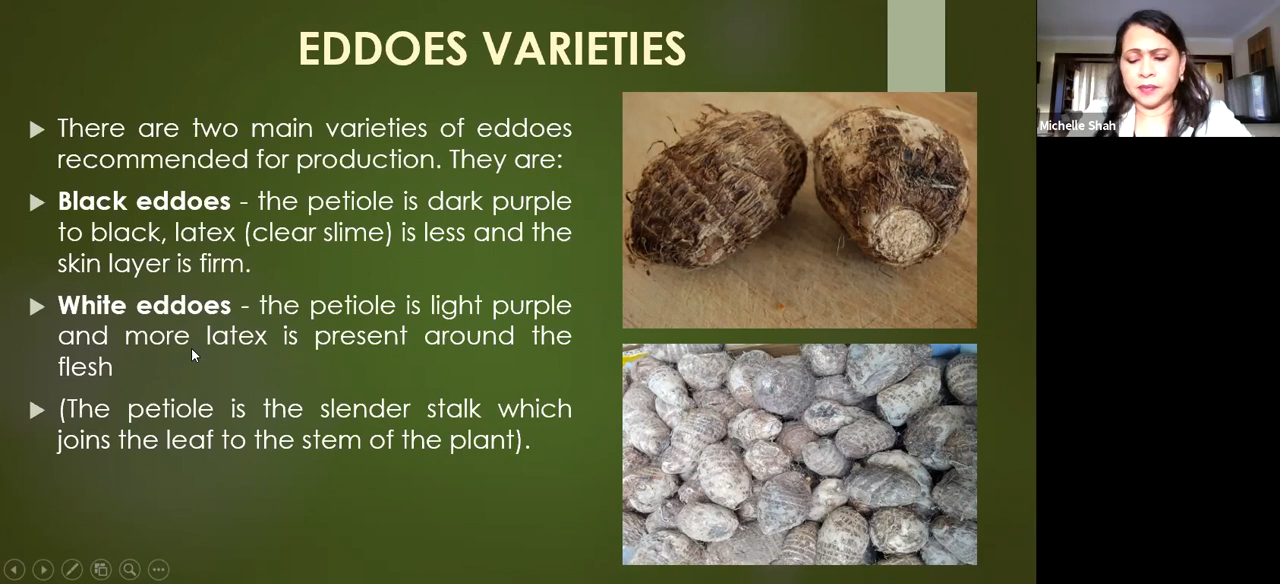 EDDOES VARIETIES
There are two main varieties of eddoes
recommended for production. They are:
Black eddoes - the petiole is dark purple
to black, latex (clear slime) is less and the
skin layer is firm.
White eddoes - the petiole is light purple
and more latex is present around the
flesh
(The petiole is the slender stalk which
joins the leaf to the stem of the plant).
Michelle Shah